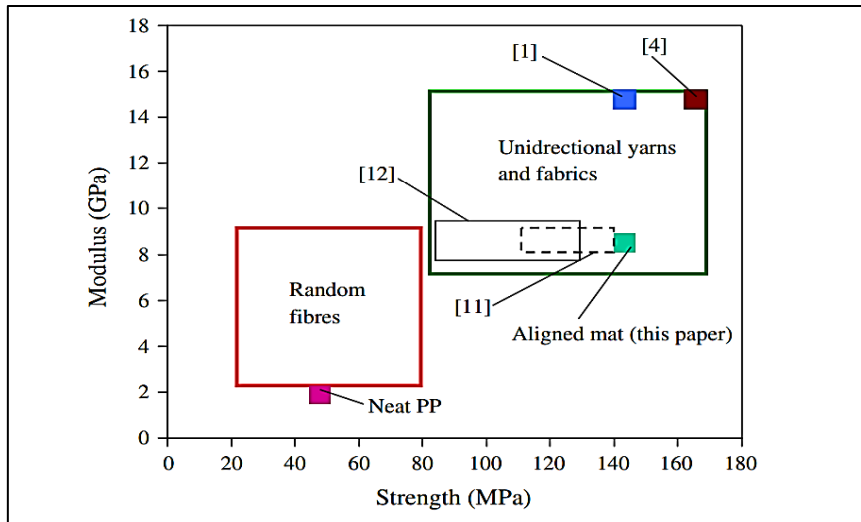 18
16
14
12
10
8
6
4
2
0
Modulus (GPa)
[1]
[4]
Unidrectional yarns
and fabrics
[12]
Random
fibres
[11]
Aligned mat (this paper)
Neat PP
0 20 40 60 80 100 120 140 160 180
Strength (MPa)